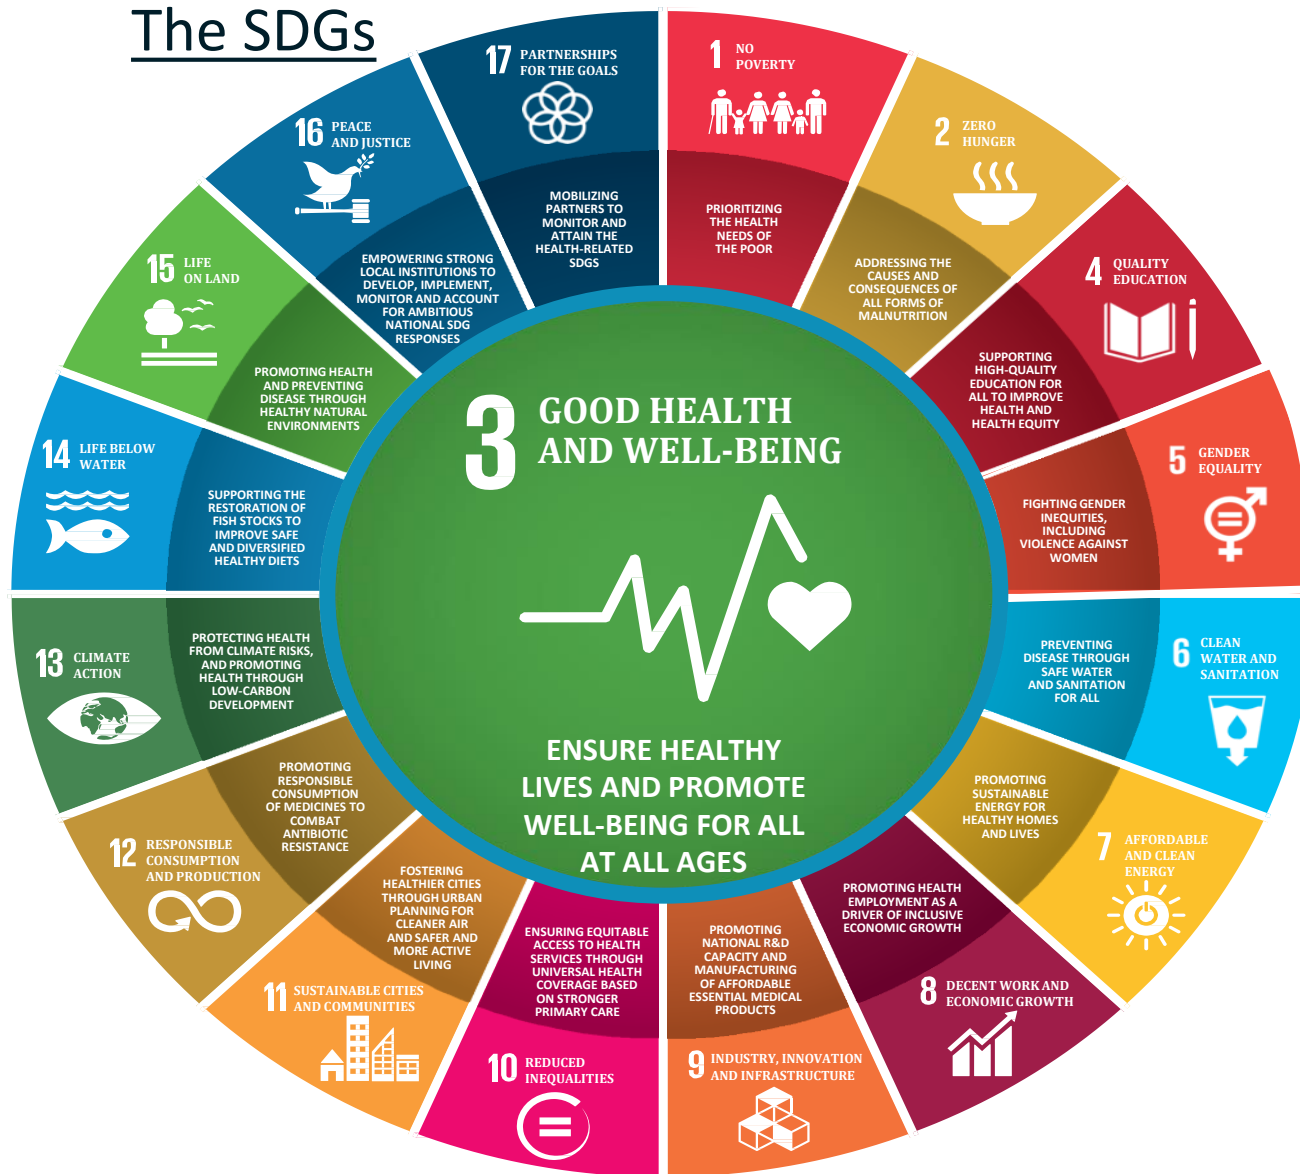 The SDGs
1 NO
POVERTY
PRIORITIZING
THE HEALTH
NEEDS OF
THE POOR
2 ZERO
HUNGER
ADDRESSING THE
CAUSES AND
CONSEQUENCES OF
ALL FORMS OF
MALNUTRITION
3 GOOD HEALTH
AND WELL-BEING
ENSURE HEALTHY
LIVES AND PROMOTE
WELL-BEING FOR ALL
AT ALL AGES
4 QUALITY
EDUCATION
SUPPORTING
HIGH-QUALITY
EDUCATION FOR
ALL TO IMPROVE
HEALTH AND
HEALTH EQUITY
5 GENDER
EQUALITY
FIGHTING GENDER
INEQUITIES,
INCLUDING
VIOLENCE AGAINST
WOMEN
6 CLEAN
WATER AND
SANITATION
PREVENTING
DISEASE THROUGH
SAFE WATER
AND SANITATION
FOR ALL
7 AFFORDABLE
AND CLEAN
ENERGY
PROMOTING
SUSTAINABLE
ENERGY FOR
HEALTHY HOMES
AND LIVES
8 DECENT WORK AND
ECONOMIC GROWTH
PROMOTING HEALTH
EMPLOYMENT AS A
DRIVER OF INCLUSIVE
ECONOMIC GROWTH
9 INDUSTRY, INNOVATION
AND INFRASTRUCTURE
PROMOTING
NATIONAL R&D
CAPACITY AND
MANUFACTURING
OF AFFORDABLE
ESSENTIAL MEDICAL
PRODUCTS
10 REDUCED
INEQUALITIES
ENSURING EQUITABLE
ACCESS TO HEALTH
SERVICES THROUGH
UNIVERSAL HEALTH
COVERAGE BASED
ON STRONGER
PRIMARY CARE
11 SUSTAINABLE CITIES
AND COMMUNITIES
FOSTERING
HEALTHIER CITIES
THROUGH URBAN
PLANNING FOR
CLEANER AIR
AND SAFER AND
MORE ACTIVE
LIVING
12 RESPONSIBLE
CONSUMPTION
AND PRODUCTION
PROMOTING
RESPONSIBLE
CONSUMPTION
OF MEDICINES TO
COMBAT
ANTIBIOTIC
RESISTANCE
13 CLIMATE
ACTION
PROTECTING HEALTH
FROM CLIMATE RISKS,
AND PROMOTING
HEALTH THROUGH
LOW-CARBON
DEVELOPMENT
14 LIFE BELOW
WATER
SUPPORTING THE
RESTORATION OF
FISH STOCKS TO
IMPROVE SAFE
AND DIVERSIFIED
HEALTHY DIETS
15 LIFE
ON LAND
PROMOTING HEALTH
AND PREVENTING
DISEASE THROUGH
HEALTHY NATURAL
ENVIRONMENTS
16 PEACE
AND JUSTICE
EMPOWERING STRONG
LOCAL INSTITUTIONS TO
DEVELOP, IMPLEMENT,
MONITOR AND ACCOUNT
FOR AMBITIOUS
NATIONAL SDG
RESPONSES
17 PARTNERSHIPS
FOR THE GOALS
MOBILIZING
PARTNERS TO
MONITOR AND
ATTAIN THE
HEALTH-RELATED
SDGS